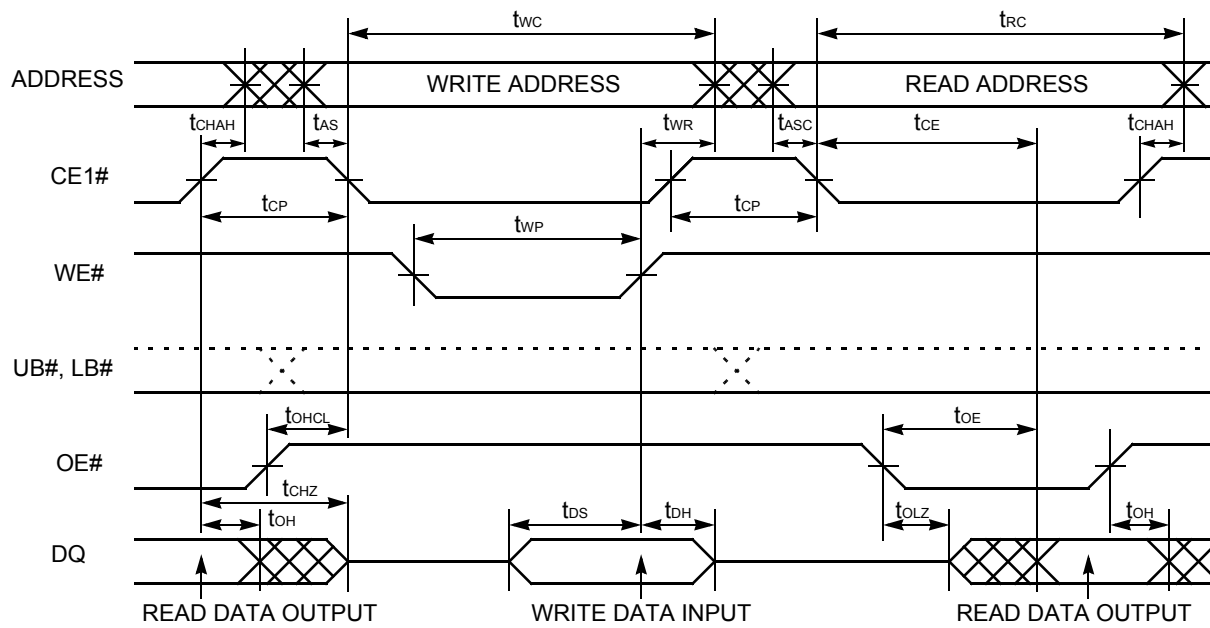 tWC
tRC
ADDRESS
WRITE ADDRESS
READ ADDRESS
tCHAH
tAS
tWR
tASC
tCE
tCHAH
CE1#
tCP
tCP
tWP
WE#
UB#, LB#
tOHCL
tOE
OE#
tCHZ
tOH
tDS
tDH
tOLZ
tOH
DQ
READ DATA OUTPUT
WRITE DATA INPUT
READ DATA OUTPUT